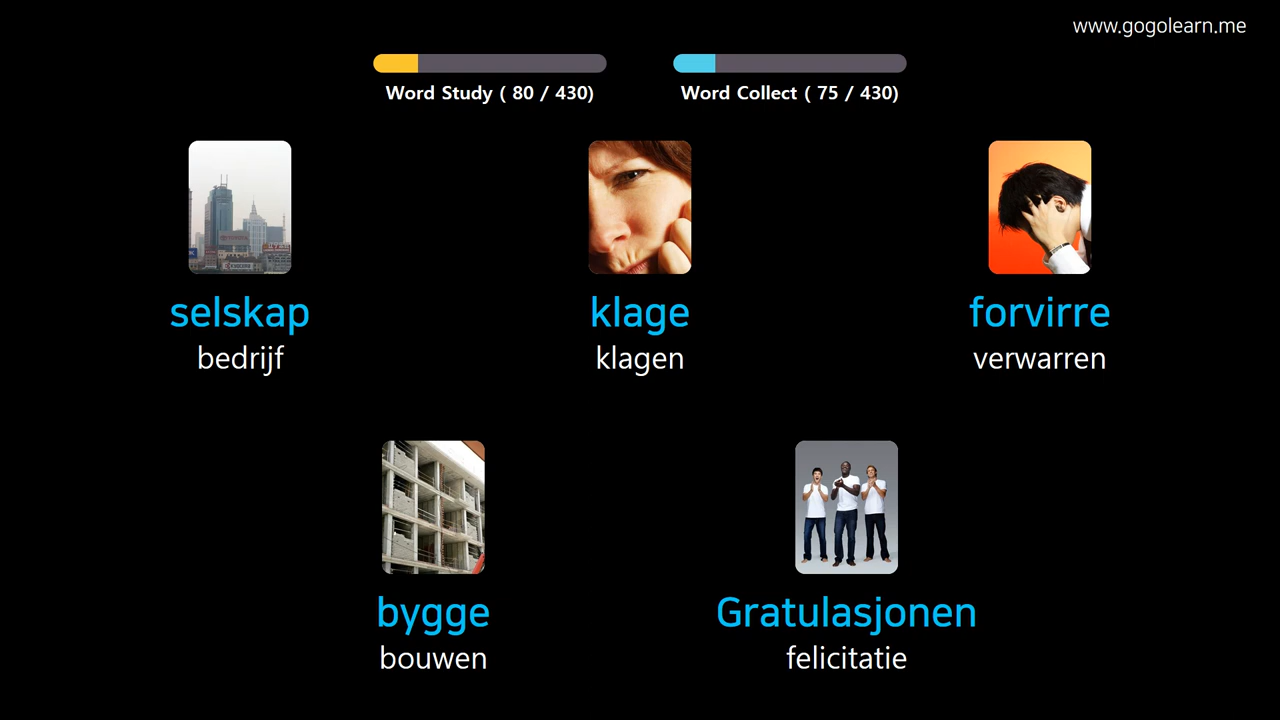 www.gogolearn.me
Word Study ( 80 / 430)
Word Collect ( 75 / 430)
selskap
bedrijf
klage
klagen
forvirre
verwarren
bygge
bouwen
Gratulasjonen
felicitatie